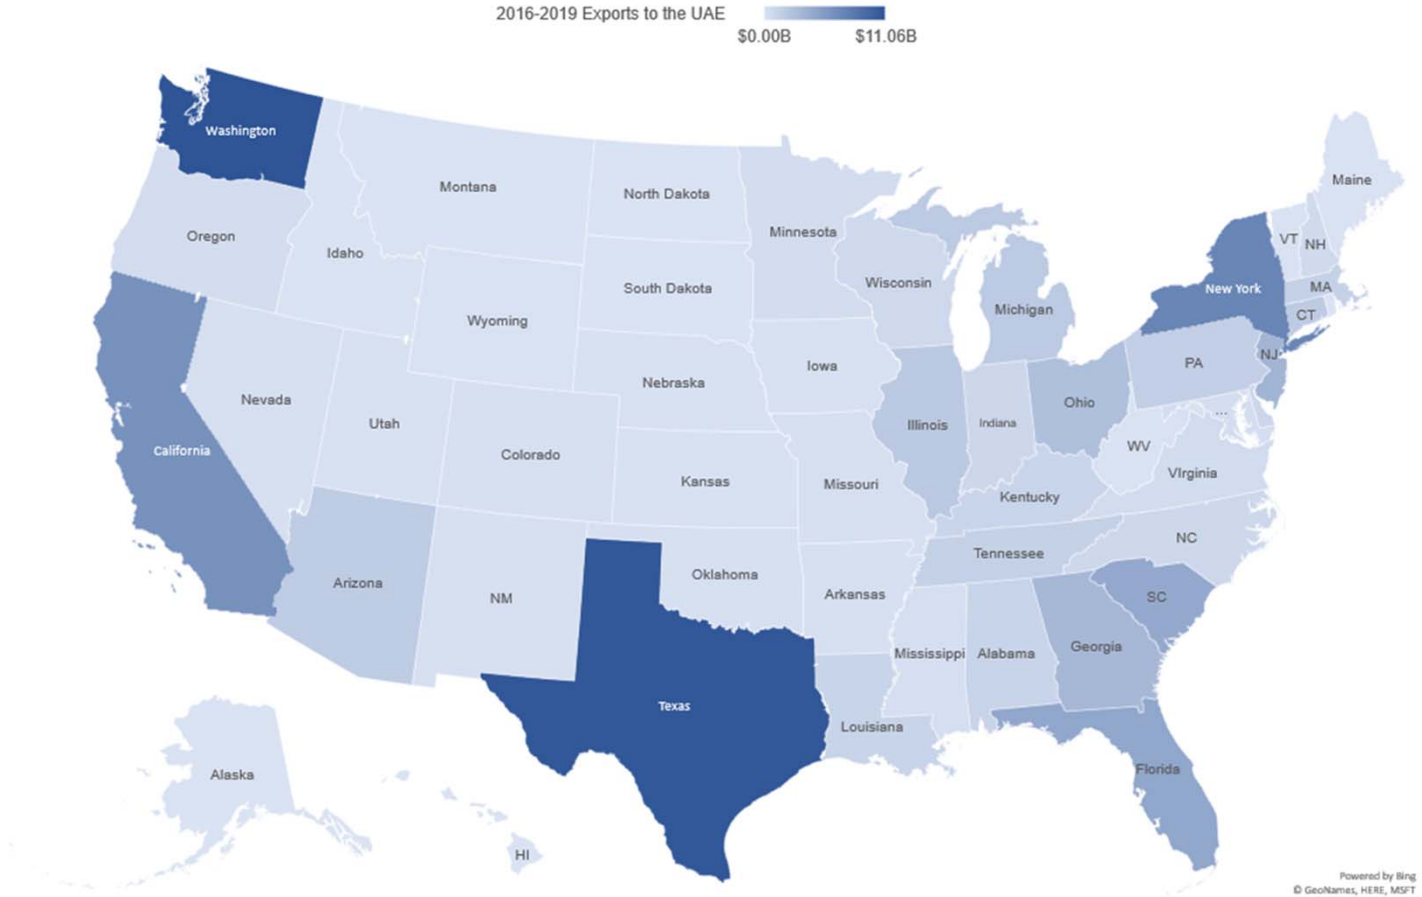 2016-2019 Exports to the UAE
$0.00B $11.06B
Washington
Montana
North Dakota
Minnesota
Maine
Oregon
Idaho
VT
NH
South Dakota
Wisconsin
New York
MA
Wyoming
Michigan
CT
Iowa
PA
NJ
Nebraska
Nevada
Utah
Ohio
...
Illinois
Indiana
California
Colorado
WV
Kansas
Missouri
VIrginia
Kentucky
NC
Tennessee
Arizona
NM
Oklahoma
Arkansas
SC
Mississippi
Alabama
Georgia
Texas
Louisiana
Florida
Alaska
HI
Powered by Bing
© GeoNames, HERE, MSFT